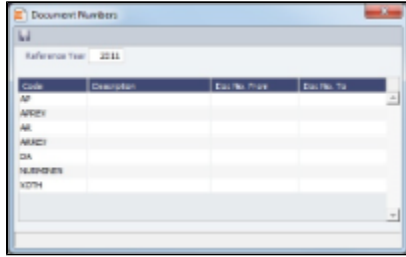 Document Numbers
Reference Year 2011
Code Description Doc No. From Doc No. To
AP
APREV
AR
ARREV
DA
XOTH